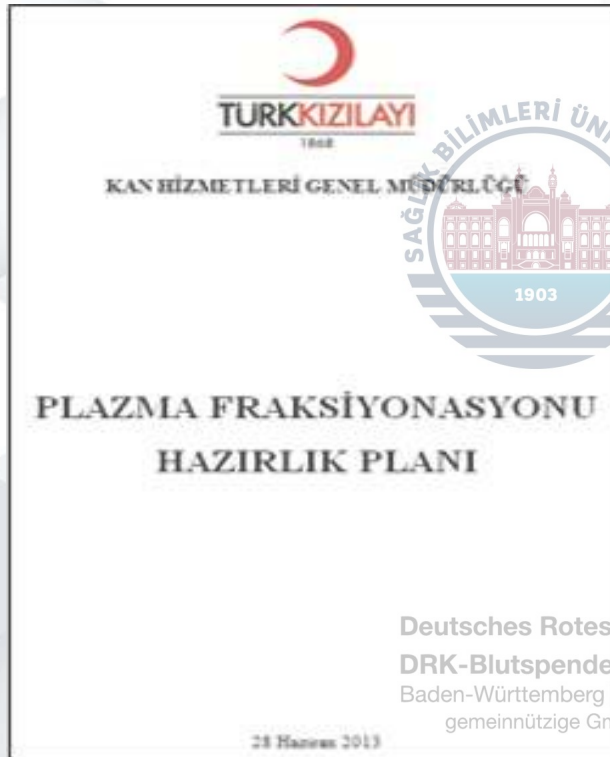 TÜRKKIZILAYI
1868
KAN HİZMETLERİ GENEL MÜDÜRLÜĞÜ
SAĞLIK BİLİMLERİ ÜNİ
1903
PLAZMA FRAKSİYONASYONU
HAZIRLIK PLANI
Deutsches Rotes
DRK-Blutspende
Baden-Württemberg
gemeinnützige Gm
28 Haziran 2013